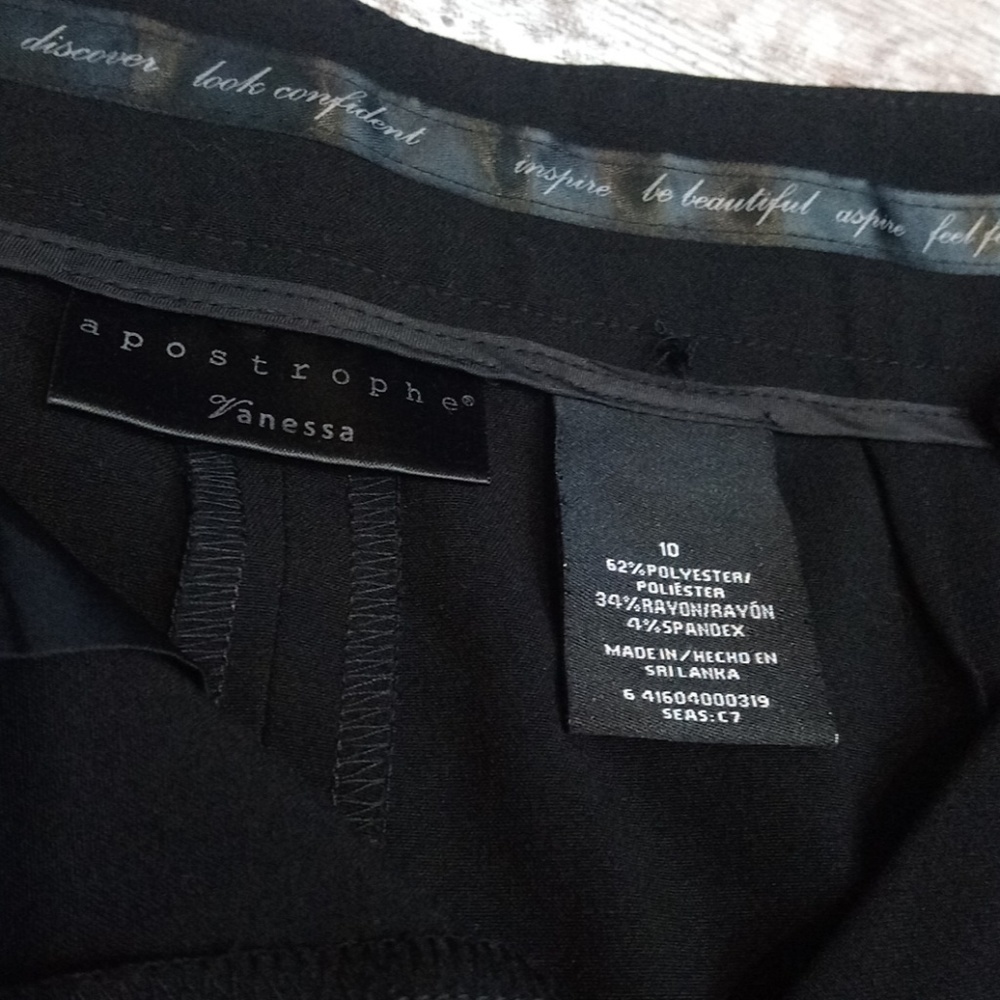 discover look confident inspire be beautiful aspire feel
apostrophe®
Vanessa
10
62%POLYESTER/
POLIÉSTER
34%RAYON/RAYÓN
4%SPANDEX
MADE IN/HECHO EN
SRI LANKA
6 41604000319
SEAS:C7